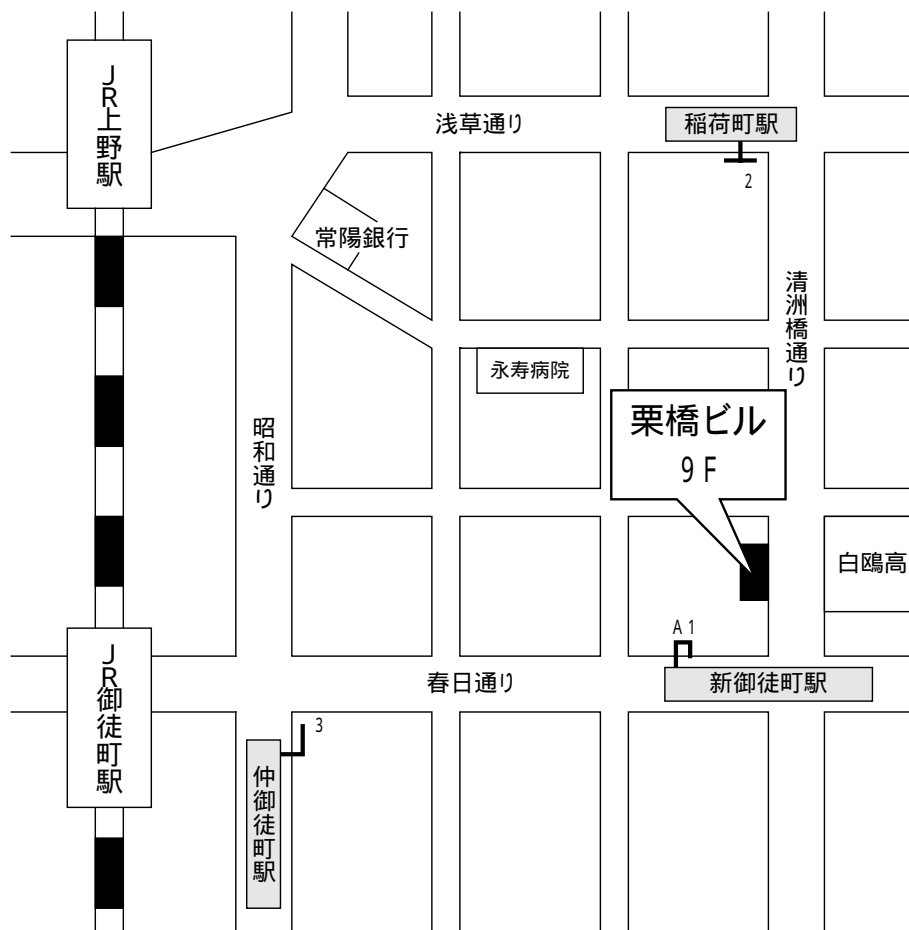 JR上野駅
浅草通り
稲荷町駅
2
常陽銀行
清洲橋通り
永寿病院
栗橋ビル
9F
昭和通り
白鴎高
A1
JR御徒町駅
春日通り
新御徒町駅
3
仲御徒町駅